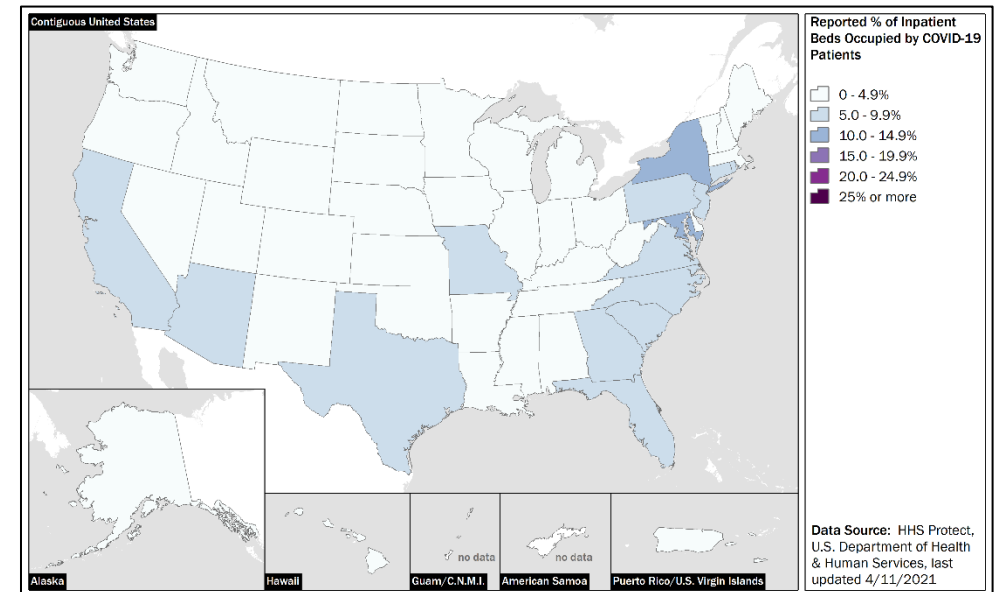 Contiguous United States
Reported % of Inpatient
Beds Occupied by COVID-19
Patients
0 - 4.9%
5.0 - 9.9%
10.0 - 14.9%
15.0 - 19.9%
20.0 - 24.9%
25% or more
no data
no data
Alaska
Hawaii
Guam/C.N.M.I.
American Samoa
Puerto Rico/U.S. Virgin Islands
Data Source: HHS Protect,
U.S. Department of Health
& Human Services, last
updated 4/11/2021